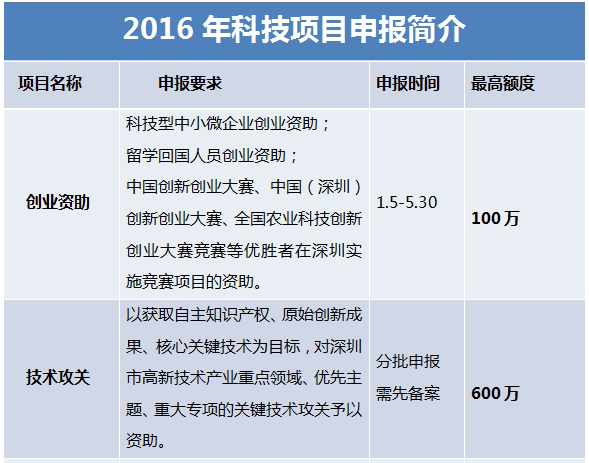 2016 年科技项目申报简介
项目名称 申报要求 申报时间 最高额度
创业资助
科技型中小微企业创业资助；
留学回国人员创业资助；
中国创新创业大赛、中国（深圳）
创新创业大赛、全国农业科技创新
创业大赛竞赛等优胜者在深圳实
施竞赛项目的资助。
1.5-5.30
100 万
技术攻关
以获取自主知识产权、原始创新成
果、核心关键技术为目标，对深圳
市高新技术产业重点领域、优先主
题、重大专项的关键技术攻关予以
资助。
分批申报
需先备案
600 万